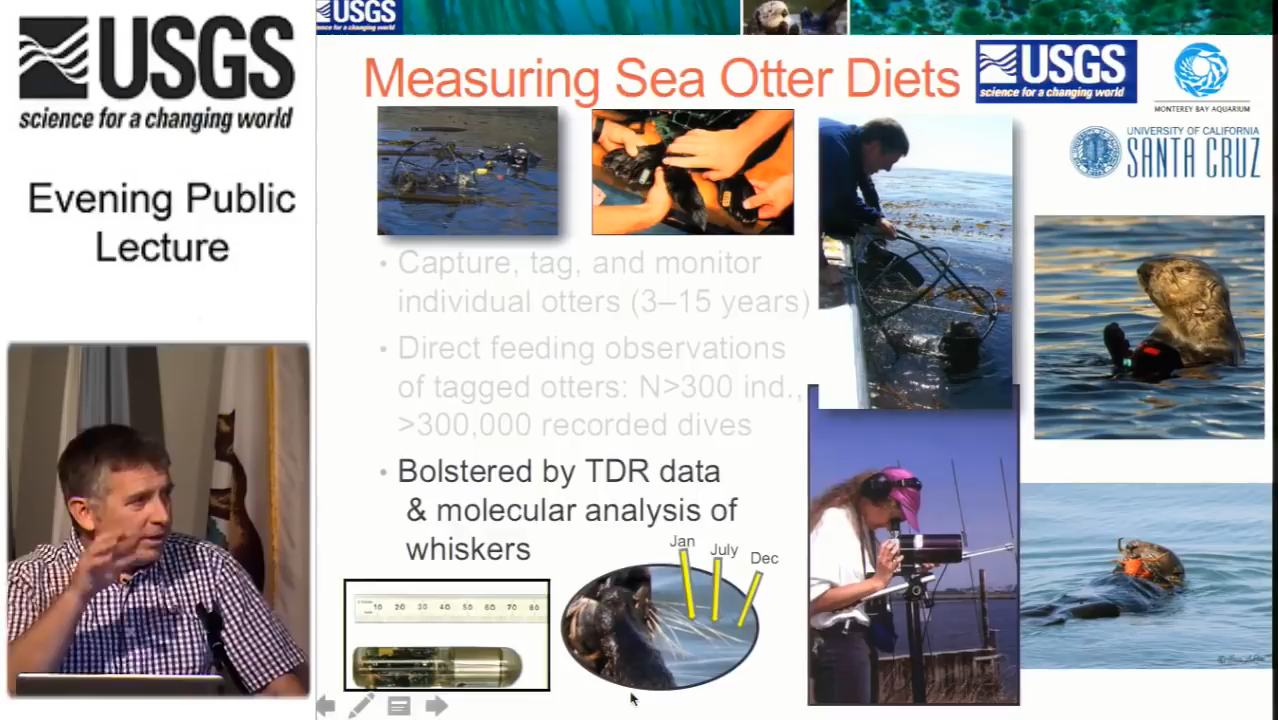 USGS
science for a changing world
Evening Public
Lecture
USGS
science for a changing world
Measuring Sea Otter Diets
USGS
science for a changing world
MONTEREY BAY AQUARIUM
UNIVERSITY OF CALIFORNIA
SANTA CRUZ
• Capture, tag, and monitor
individual otters (3–15 years)
• Direct feeding observations
of tagged otters: N>300 ind.,
>300,000 recorded dives
• Bolstered by TDR data
& molecular analysis of
whiskers
Jan
July
Dec
10 20 30 40 50 60 70 80